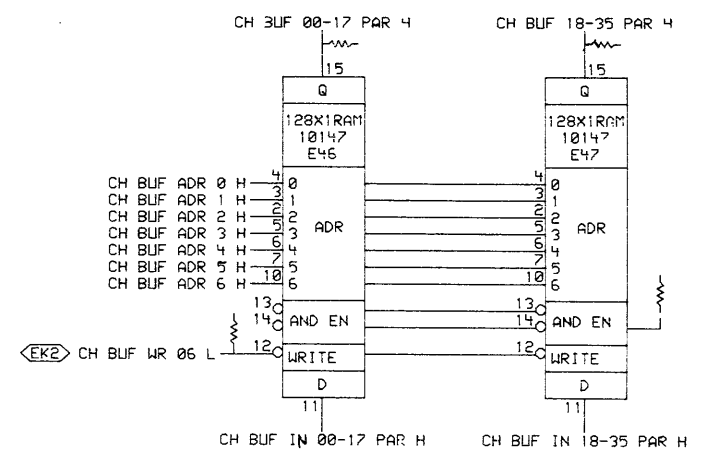 CH BUF 00-17 PAR H CH BUF 18-35 PAR H
15 15
Q Q
128X1RAM 128X1RAM
10147 10147
E46 E47
CH BUF ADR 0 H 4 0 4 0
CH BUF ADR 1 H 3 1 3 1
CH BUF ADR 2 H 2 2 2 2
CH BUF ADR 3 H 5 3 ADR 5 3 ADR
CH BUF ADR 4 H 6 4 6 4
CH BUF ADR 5 H 7 5 7 5
CH BUF ADR 6 H 10 6 10 6
13 13
14 AND EN 14 AND EN
EK2 CH BUF WR 06 L 12 WRITE 12 WRITE
D D
11 11
CH BUF IN 00-17 PAR H CH BUF IN 18-35 PAR H